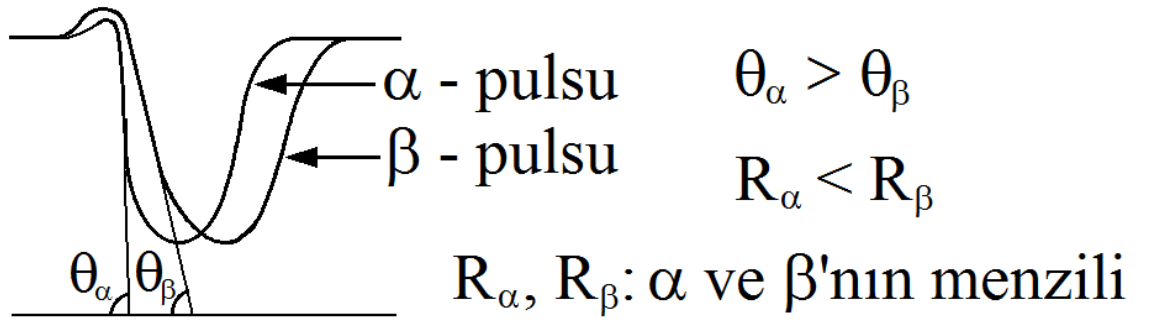 α - pulsu
β - pulsu
θα > θβ
Rα < Rβ
θα θβ
Rα, Rβ: α ve β'nın menzili